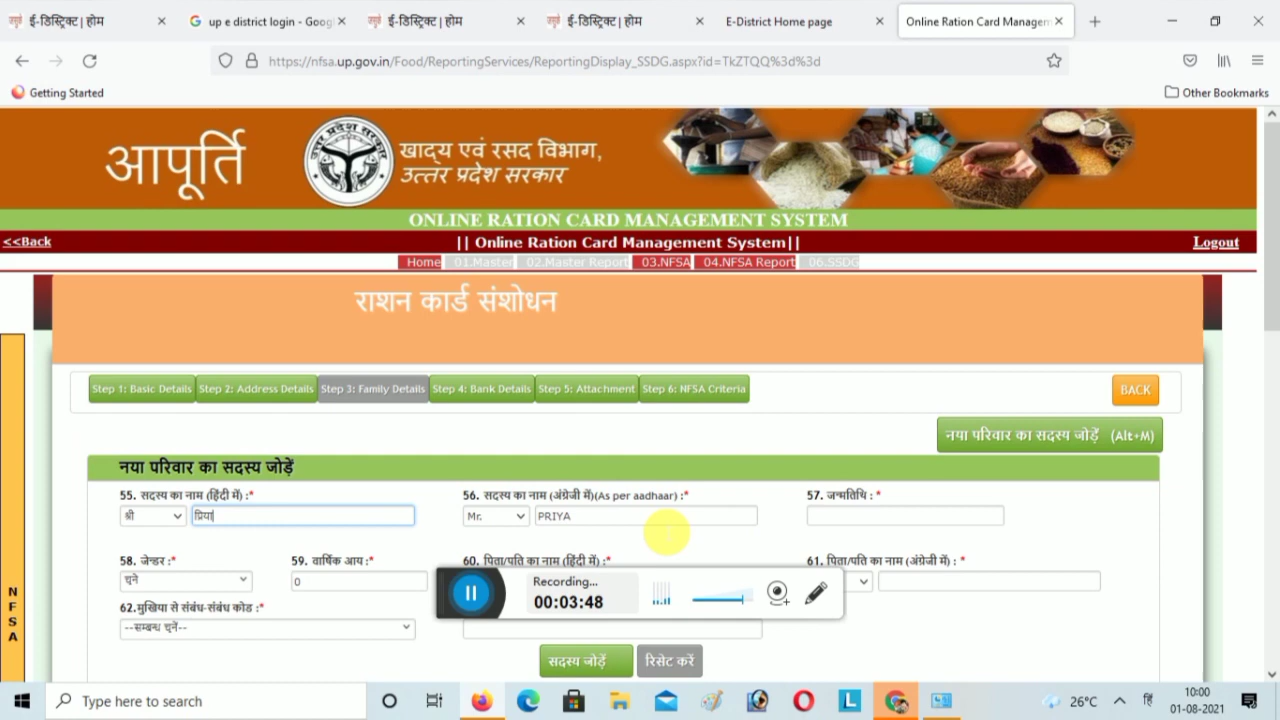 ई-डिस्ट्रिक्ट | होम
up e district login - Goog
ई-डिस्ट्रिक्ट | होम
ई-डिस्ट्रिक्ट | होम
E-District Home page
Online Ration Card Managem
https://nfsa.up.gov.in/Food/ReportingServices/ReportingDisplay_SSDG.aspx?id=TkZTQQ%3d%3d
Getting Started
Other Bookmarks
आपूर्ति
खाद्य एवं रसद विभाग,
उत्तर प्रदेश सरकार
ONLINE RATION CARD MANAGEMENT SYSTEM
<<Back
|| Online Ration Card Management System||
Logout
Home 01.Master 02.Master Report 03.NFSA 04.NFSA Report 06.SSDG
राशन कार्ड संशोधन
Step 1: Basic Details Step 2: Address Details Step 3: Family Details Step 4: Bank Details Step 5: Attachment Step 6: NFSA Criteria
BACK
नया परिवार का सदस्य जोड़ें (Alt+M)
नया परिवार का सदस्य जोड़ें
55. सदस्य का नाम (हिंदी में) :*
56. सदस्य का नाम (अंग्रेजी में)(As per aadhaar) :*
57. जन्मतिथि : *
श्री
प्रिया
Mr.
PRIYA
58. जेन्डर :*
59. वार्षिक आय :*
60. पिता/पति का नाम (हिंदी में) :*
61. पिता/पति का नाम (अंग्रेजी में) : *
चुनें
0
62.मुखिया से संबंध-संबंध कोड :*
--सम्बन्ध चुनें--
Recording...
00:03:48
सदस्य जोड़ें
रिसेट करें
NFSA
Type here to search
26°C
हिं
10:00
01-08-2021